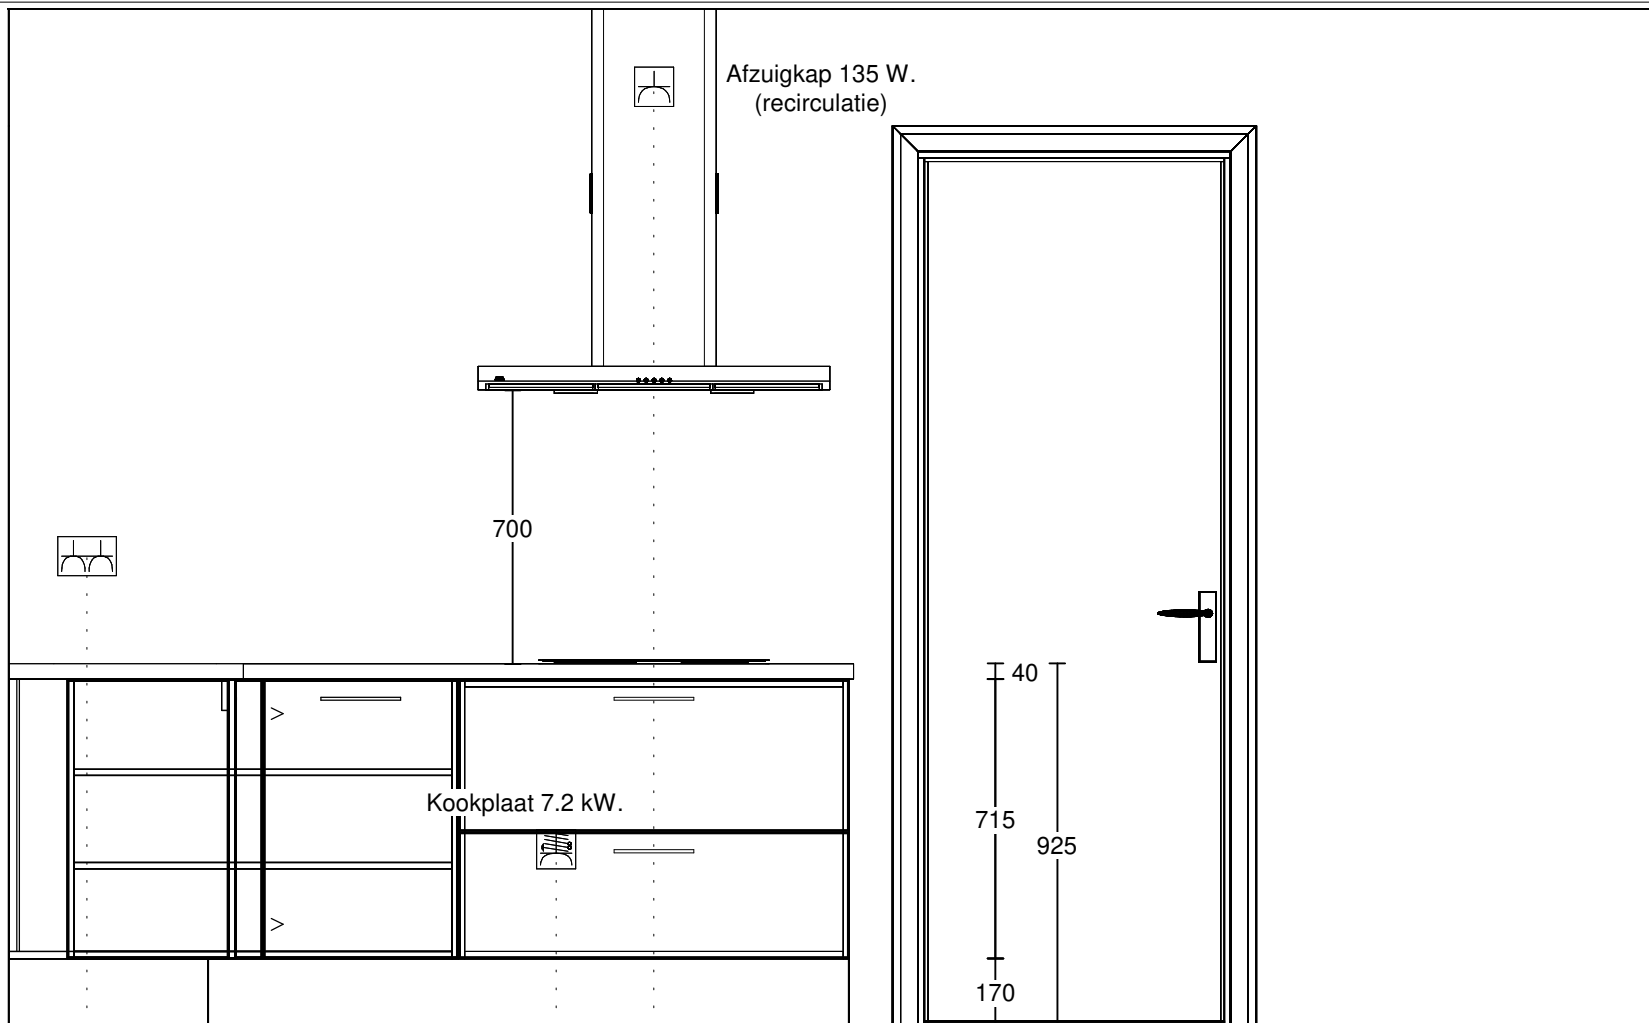 Afzuigkap 135 W.
(recirculatie)
700
40
Kookplaat 7.2 kW.
715
925
170